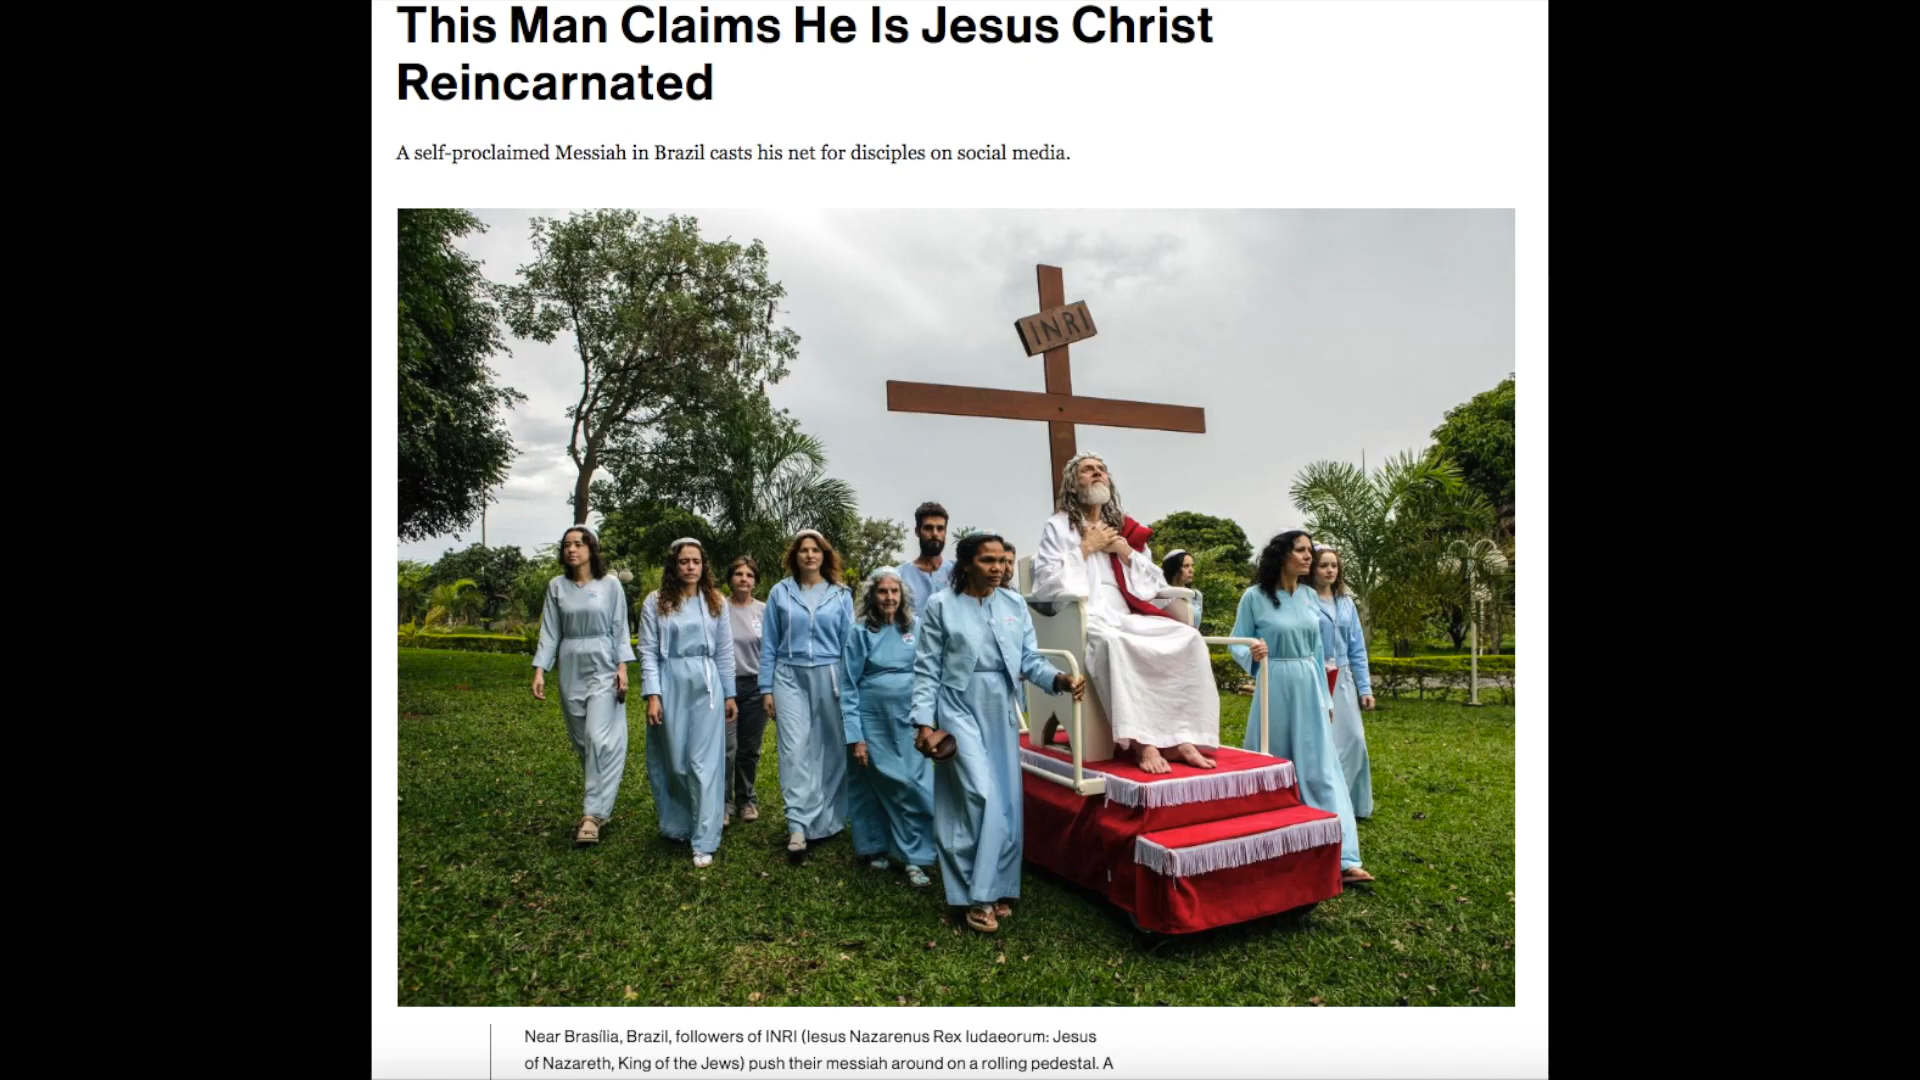 This Man Claims He Is Jesus Christ
Reincarnated
A self-proclaimed Messiah in Brazil casts his net for disciples on social media.
INRI
Near Brasília, Brazil, followers of INRI (Iesus Nazarenus Rex Iudaeorum: Jesus
of Nazareth, King of the Jews) push their messiah around on a rolling pedestal. A